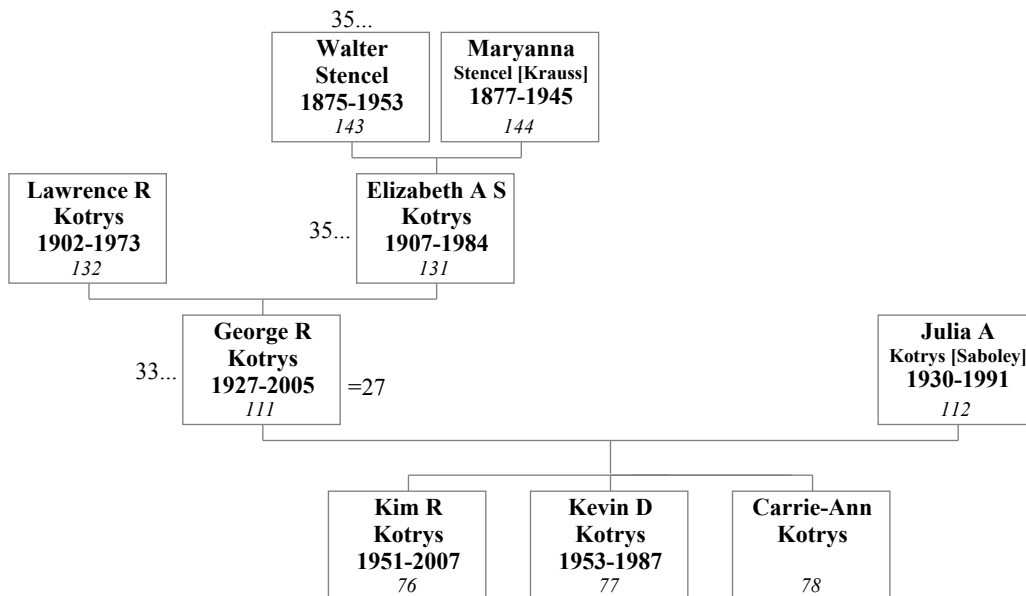 35...
Walter
Stencel
1875-1953
143
Maryanna
Stencel [Krauss]
1877-1945
144
Lawrence R
Kotrys
1902-1973
132
35...
Elizabeth A S
Kotrys
1907-1984
131
33...
George R
Kotrys
1927-2005
111
=27
Julia A
Kotrys [Saboley]
1930-1991
112
Kim R
Kotrys
1951-2007
76
Kevin D
Kotrys
1953-1987
77
Carrie-Ann
Kotrys
78